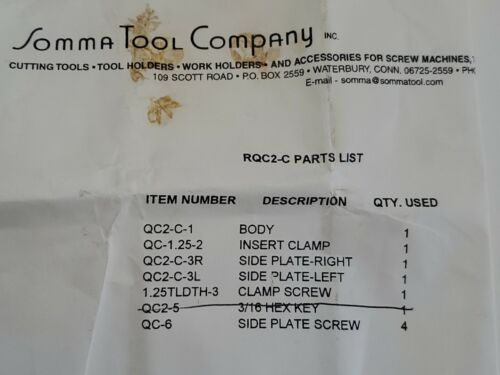 Somma Tool Company INC.
CUTTING TOOLS • TOOL HOLDERS • WORK HOLDERS • AND ACCESSORIES FOR SCREW MACHINES,
109 SCOTT ROAD • P.O. BOX 2559 • WATERBURY, CONN. 06725-2559 •
E-mail - somma@sommatool.com
RQC2-C PARTS LIST
ITEM NUMBER DESCRIPTION QTY. USED
QC2-C-1 BODY 1
QC-1.25-2 INSERT CLAMP 1
QC2-C-3R SIDE PLATE-RIGHT 1
QC2-C-3L SIDE PLATE-LEFT 1
1.25TLDTH-3 CLAMP SCREW 1
QC2-5 3/16 HEX KEY 1
QC-6 SIDE PLATE SCREW 4